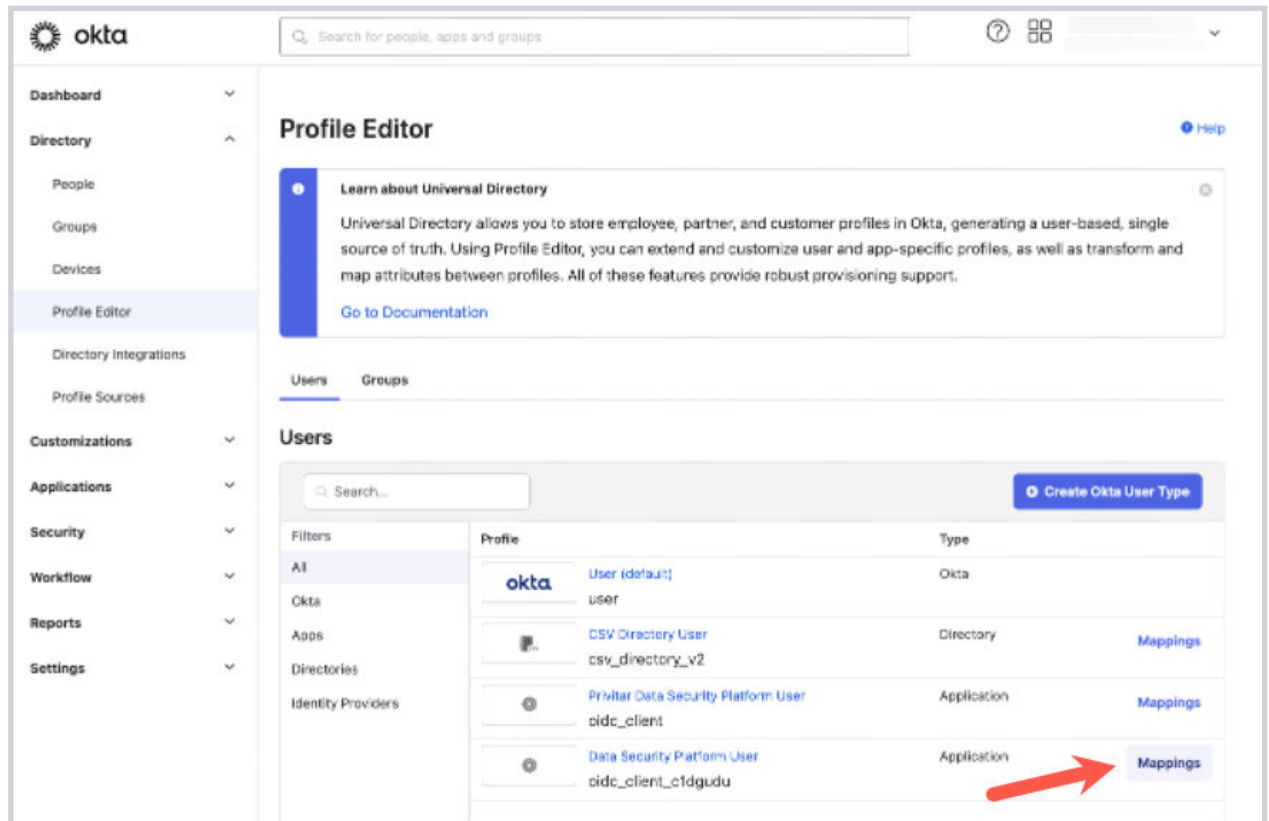 okta
Search for people, apps and groups
Dashboard
Directory
People
Groups
Devices
Profile Editor
Directory Integrations
Profile Sources
Customizations
Applications
Security
Workflow
Reports
Settings
Profile Editor
Help
Learn about Universal Directory
Universal Directory allows you to store employee, partner, and customer profiles in Okta, generating a user-based, single
source of truth. Using Profile Editor, you can extend and customize user and app-specific profiles, as well as transform and
map attributes between profiles. All of these features provide robust provisioning support.
Go to Documentation
Users Groups
Users
Search...
Create Okta User Type
Filters
All
Okta
Apps
Directories
Identity Providers
Profile Type
okta User (default) Okta
user
CSV Directory User Directory Mappings
csv_directory_v2
Privitar Data Security Platform User Application Mappings
oidc_client
Data Security Platform User Application Mappings
oidc_client_c1dgudu